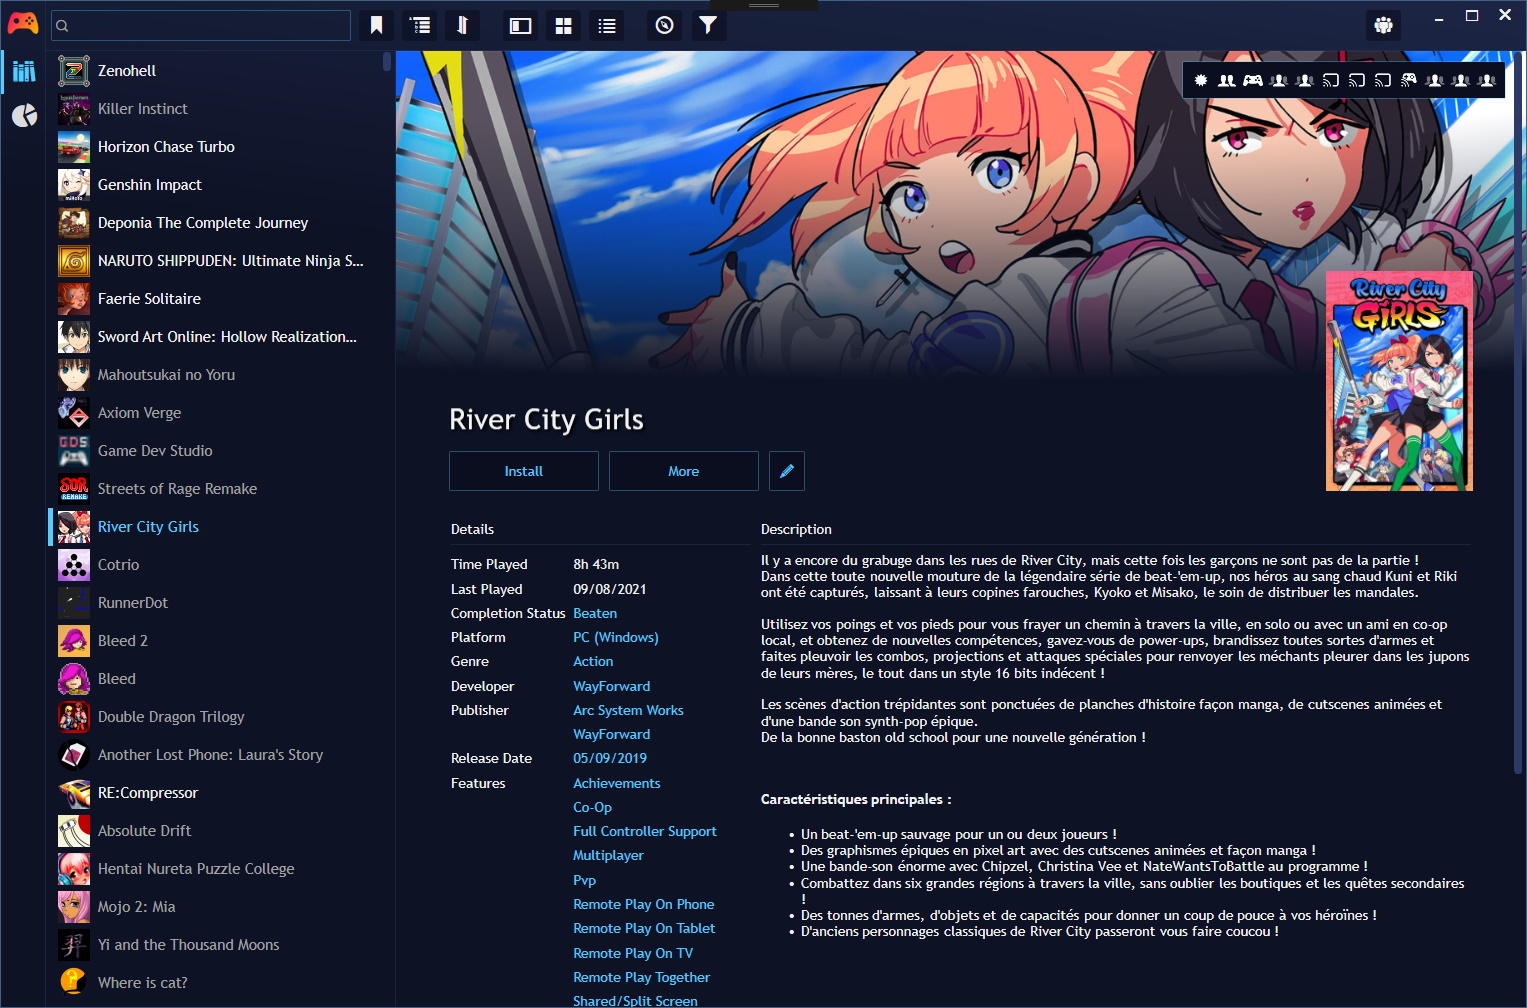 Zenohell
Killer Instinct
Horizon Chase Turbo
Genshin Impact
Deponia The Complete Journey
NARUTO SHIPPUDEN: Ultimate Ninja S...
Faerie Solitaire
Sword Art Online: Hollow Realization...
Mahoutsukai no Yoru
Axiom Verge
GDS
Game Dev Studio
SOR
REMAKE
Streets of Rage Remake
River City Girls
Cotrio
RunnerDot
Bleed 2
Bleed
Double Dragon Trilogy
Another Lost Phone: Laura's Story
RE:Compressor
Absolute Drift
Hentai Nureta Puzzle College
Mojo 2: Mia
Yi and the Thousand Moons
Where is cat?
River City
GIRLS
River City Girls
Install
More
Details
Time Played 8h 43m
Last Played 09/08/2021
Completion Status Beaten
Platform PC (Windows)
Genre Action
Developer WayForward
Publisher Arc System Works
WayForward
Release Date 05/09/2019
Features Achievements
Co-Op
Full Controller Support
Multiplayer
Pvp
Remote Play On Phone
Remote Play On Tablet
Remote Play On TV
Remote Play Together
Shared/Split Screen
Description
Il y a encore du grabuge dans les rues de River City, mais cette fois les garçons ne sont pas de la partie !
Dans cette toute nouvelle mouture de la légendaire série de beat-'em-up, nos héros au sang chaud Kuni et Riki
ont été capturés, laissant à leurs copines farouches, Kyoko et Misako, le soin de distribuer les mandales.
Utilisez vos poings et vos pieds pour vous frayer un chemin à travers la ville, en solo ou avec un ami en co-op
local, et obtenez de nouvelles compétences, gavez-vous de power-ups, brandissez toutes sortes d'armes et
faites pleuvoir les combos, projections et attaques spéciales pour renvoyer les méchants pleurer dans les jupons
de leurs mères, le tout dans un style 16 bits indécent !
Les scènes d'action trépidantes sont ponctuées de planches d'histoire façon manga, de cutscenes animées et
d'une bande son synth-pop épique.
De la bonne baston old school pour une nouvelle génération !
Caractéristiques principales :
• Un beat-'em-up sauvage pour un ou deux joueurs !
• Des graphismes épiques en pixel art avec des cutscenes animées et façon manga !
• Une bande-son énorme avec Chipzel, Christina Vee et NateWantsToBattle au programme !
• Combattez dans six grandes régions à travers la ville, sans oublier les boutiques et les quêtes secondaires
!
• Des tonnes d'armes, d'objets et de capacités pour donner un coup de pouce à vos héroïnes !
• D'anciens personnages classiques de River City passeront vous faire coucou !